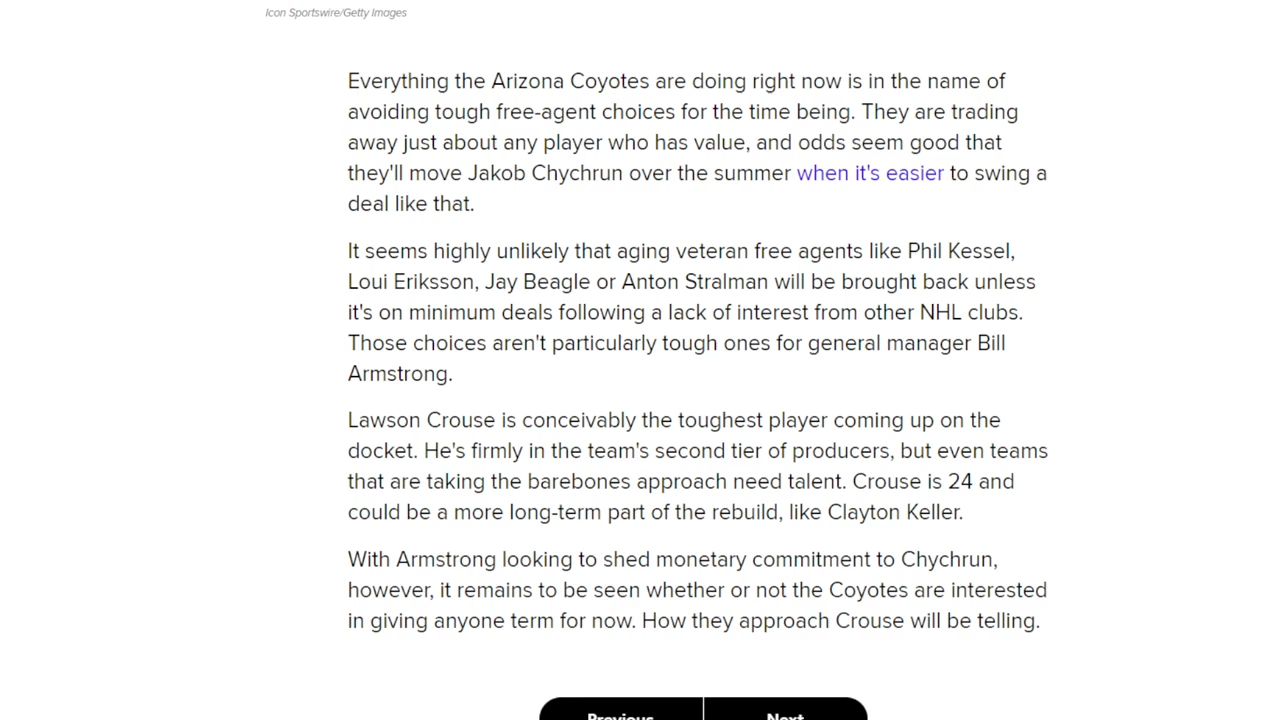 Icon Sportswire/Getty Images
Everything the Arizona Coyotes are doing right now is in the name of
avoiding tough free-agent choices for the time being. They are trading
away just about any player who has value, and odds seem good that
they'll move Jakob Chychrun over the summer when it's easier to swing a
deal like that.
It seems highly unlikely that aging veteran free agents like Phil Kessel,
Loui Eriksson, Jay Beagle or Anton Stralman will be brought back unless
it's on minimum deals following a lack of interest from other NHL clubs.
Those choices aren't particularly tough ones for general manager Bill
Armstrong.
Lawson Crouse is conceivably the toughest player coming up on the
docket. He's firmly in the team's second tier of producers, but even teams
that are taking the barebones approach need talent. Crouse is 24 and
could be a more long-term part of the rebuild, like Clayton Keller.
With Armstrong looking to shed monetary commitment to Chychrun,
however, it remains to be seen whether or not the Coyotes are interested
in giving anyone term for now. How they approach Crouse will be telling.
Previous Next